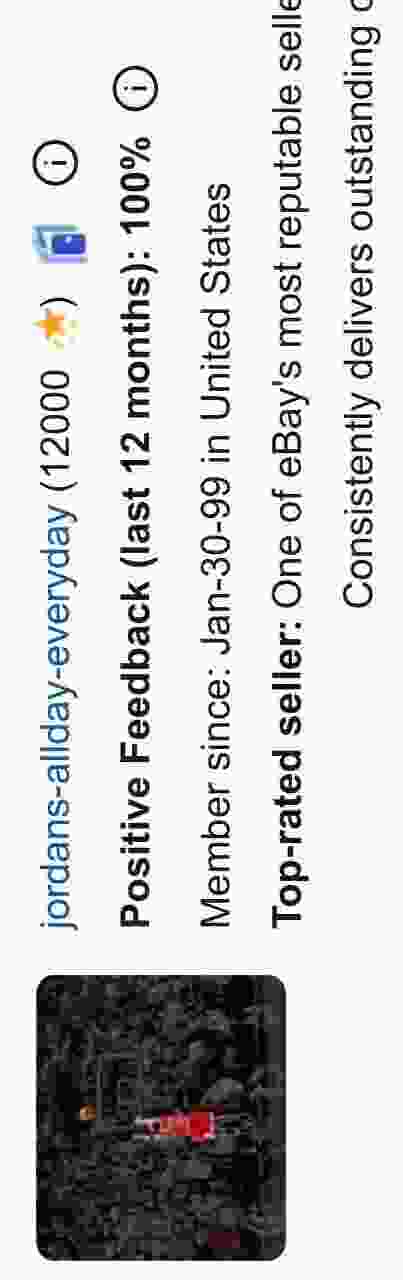 jordans-allday-everyday (12000 )
Positive Feedback (last 12 months): 100%
Member since: Jan-30-99 in United States
Top-rated seller: One of eBay's most reputable
Consistently delivers outstanding